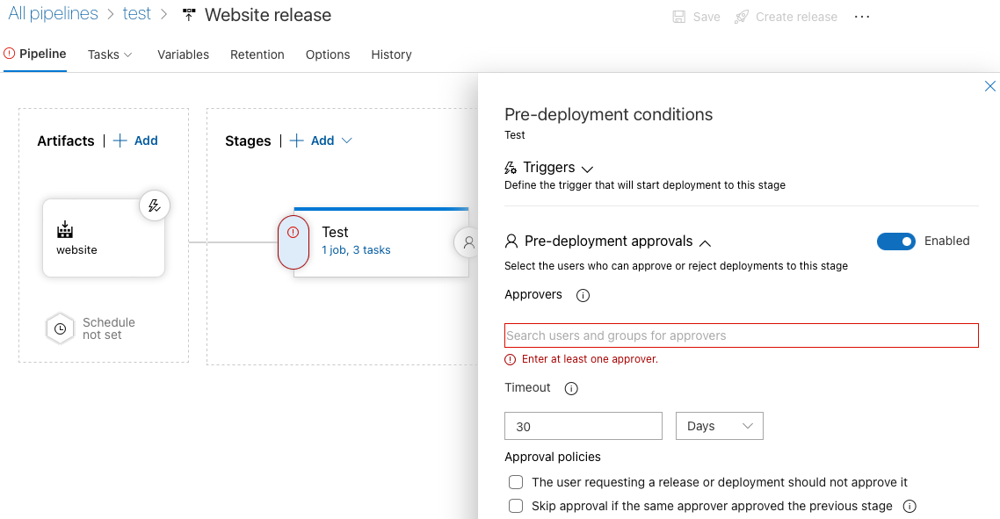 All pipelines > test > Website release
Save Create release ...
Pipeline Tasks Variables Retention Options History
Artifacts | + Add
Stages | + Add
website
Schedule
not set
Test
1 job, 3 tasks
Pre-deployment conditions
Test
Triggers
Define the trigger that will start deployment to this stage
Pre-deployment approvals
Enabled
Select the users who can approve or reject deployments to this stage
Approvers
Search users and groups for approvers
Enter at least one approver.
Timeout
30
Days
Approval policies
The user requesting a release or deployment should not approve it
Skip approval if the same approver approved the previous stage